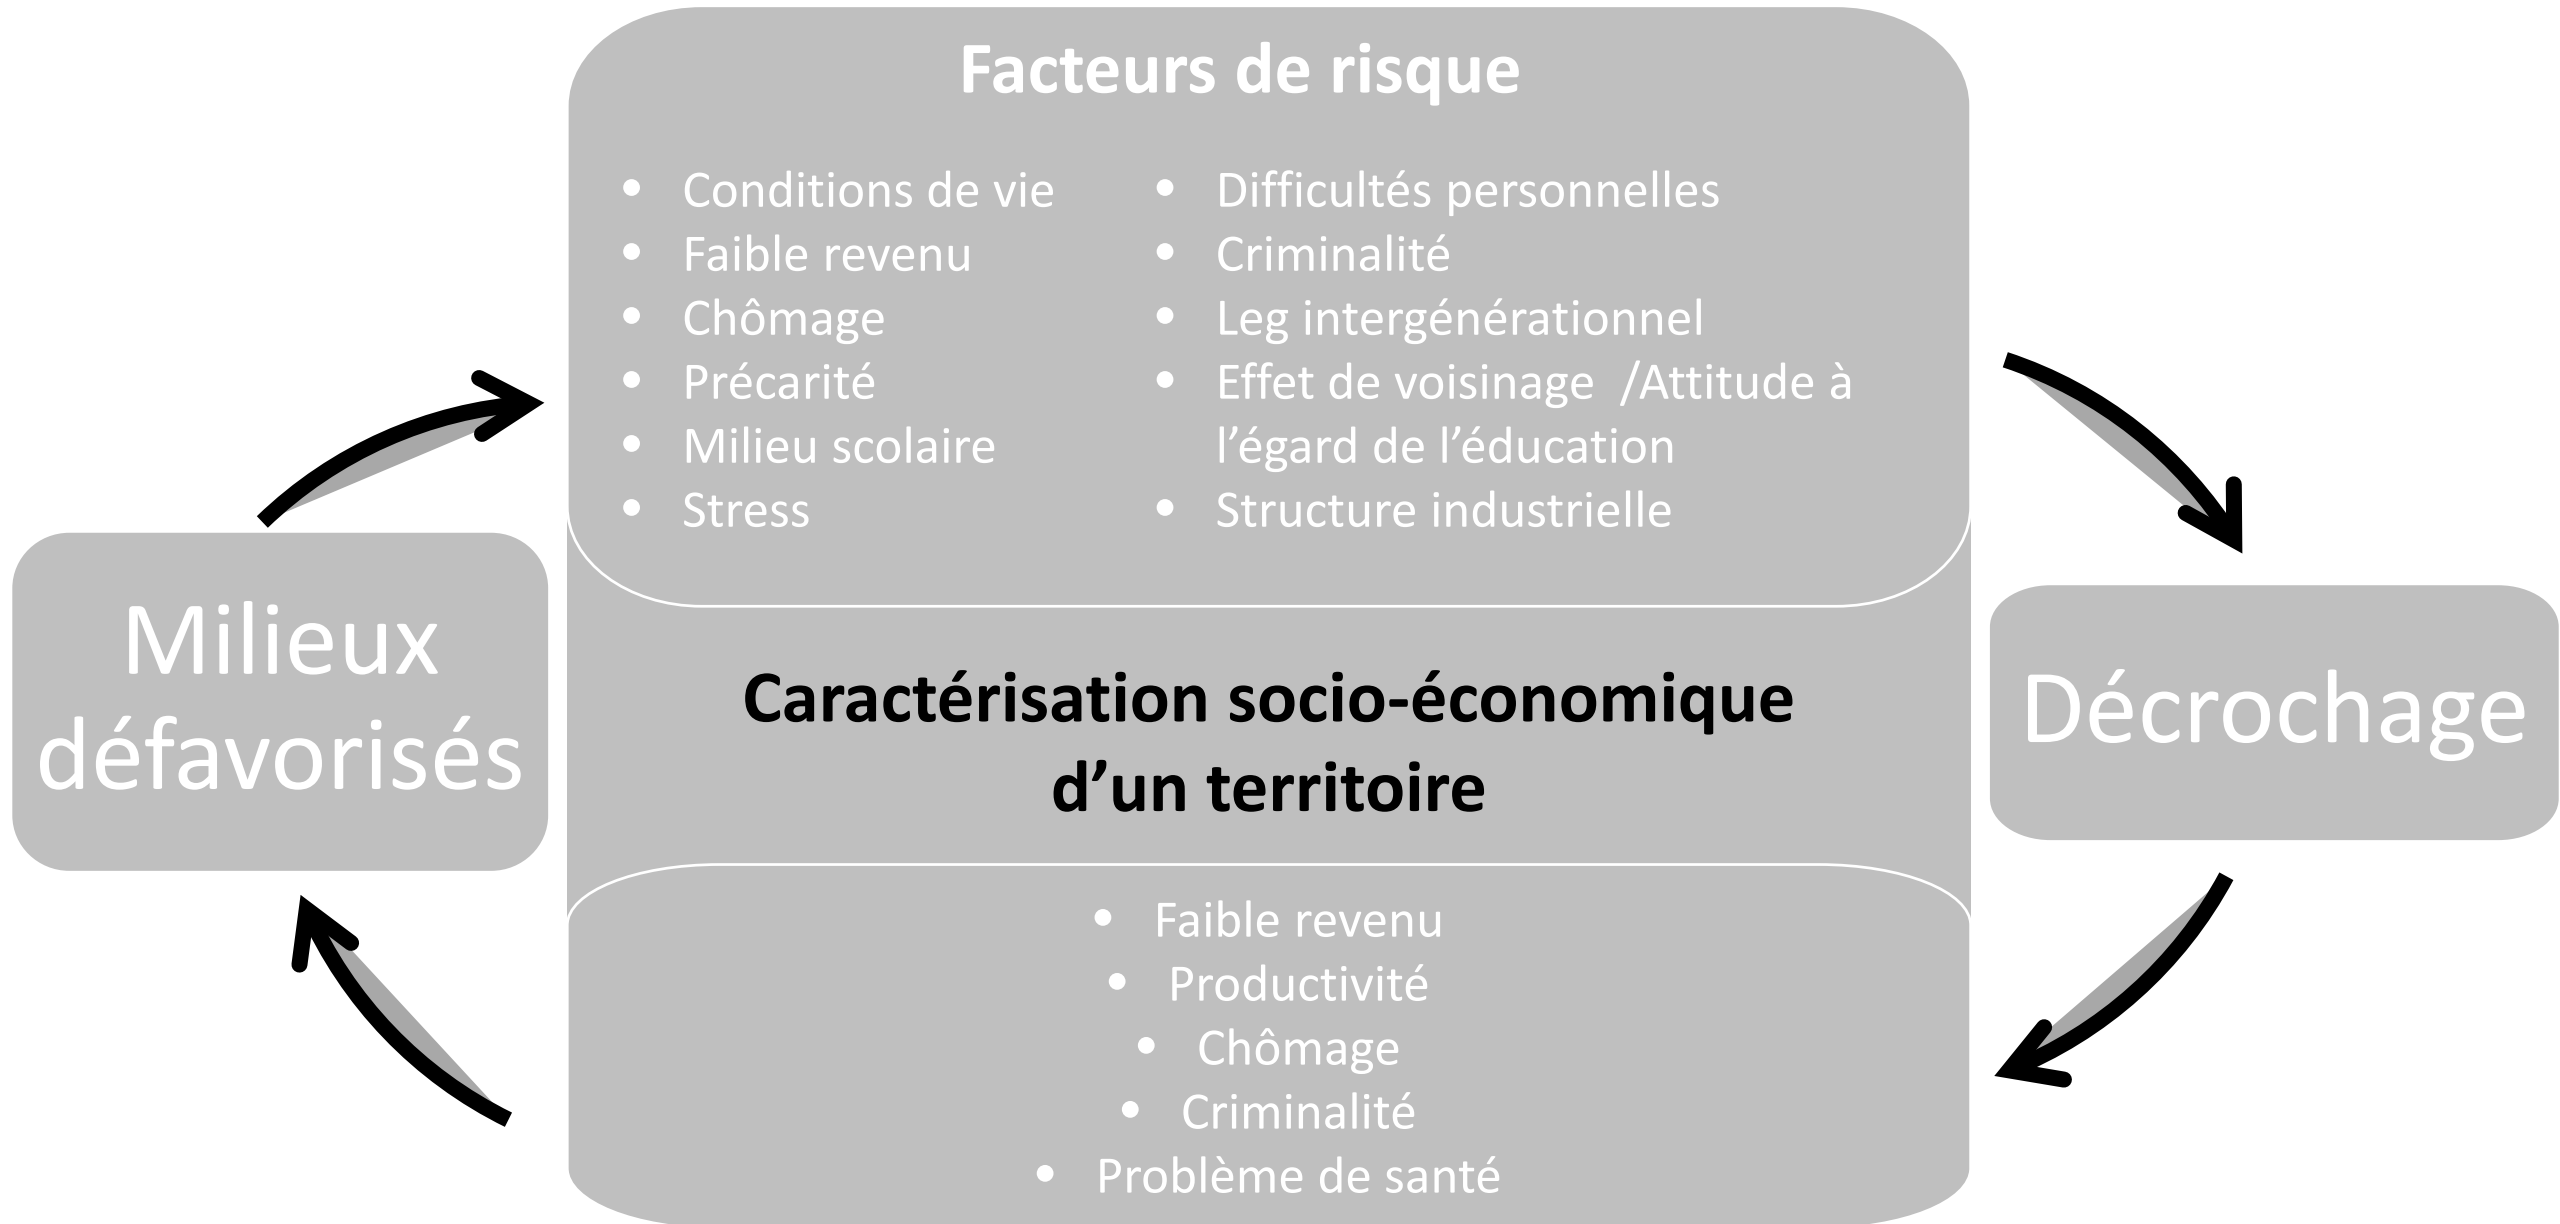 Facteurs de risque
• Conditions de vie
• Faible revenu
• Chômage
• Précarité
• Milieu scolaire
• Stress
• Difficultés personnelles
• Criminalité
• Leg intergénérationnel
• Effet de voisinage /Attitude à
l’égard de l’éducation
• Structure industrielle
Milieux
défavorisés
Caractérisation socio-économique
d’un territoire
Décrochage
• Faible revenu
• Productivité
• Chômage
• Criminalité
• Problème de santé